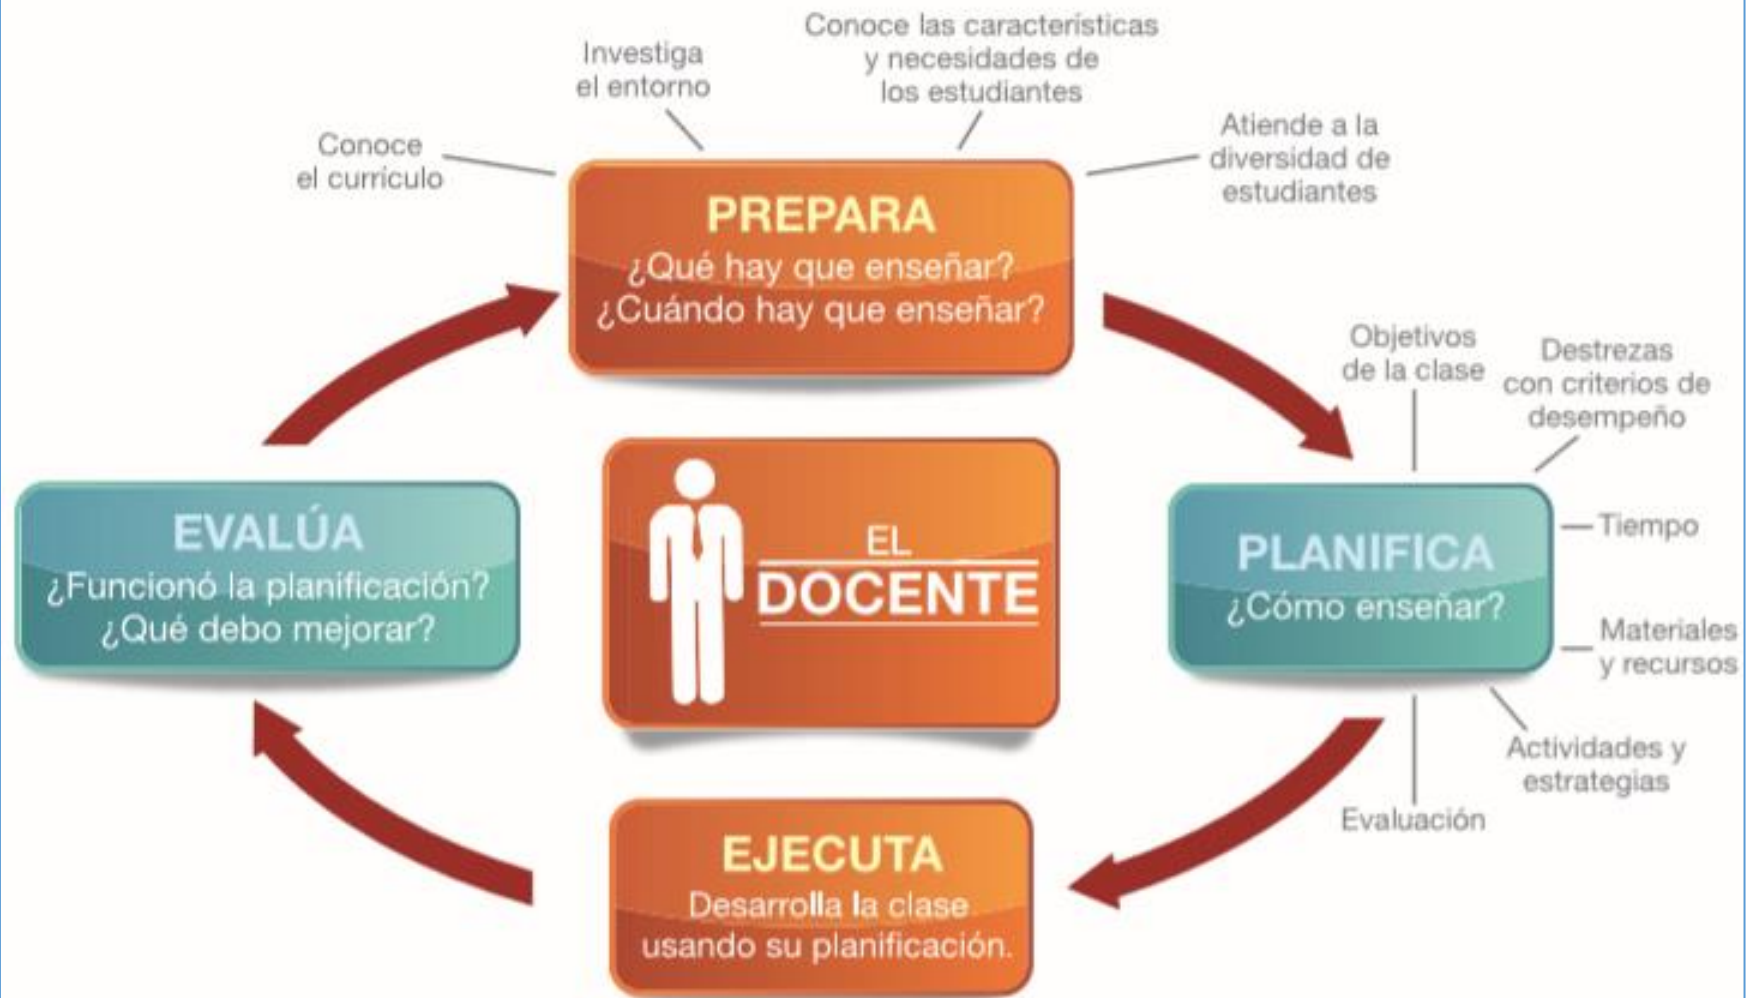 Conoce
el currículo
Investiga
el entorno
Conoce las características
y necesidades de
los estudiantes
Atiende a la
diversidad de
estudiantes
PREPARA
¿Qué hay que enseñar?
¿Cuándo hay que enseñar?
Objetivos
de la clase
Destrezas
con criterios de
desempeño
PLANIFICA
¿Cómo enseñar?
Tiempo
Materiales
y recursos
Actividades y
estrategias
Evaluación
EJECUTA
Desarrolla la clase
usando su planificación.
EVALÚA
¿Funcionó la planificación?
¿Qué debo mejorar?
EL
DOCENTE